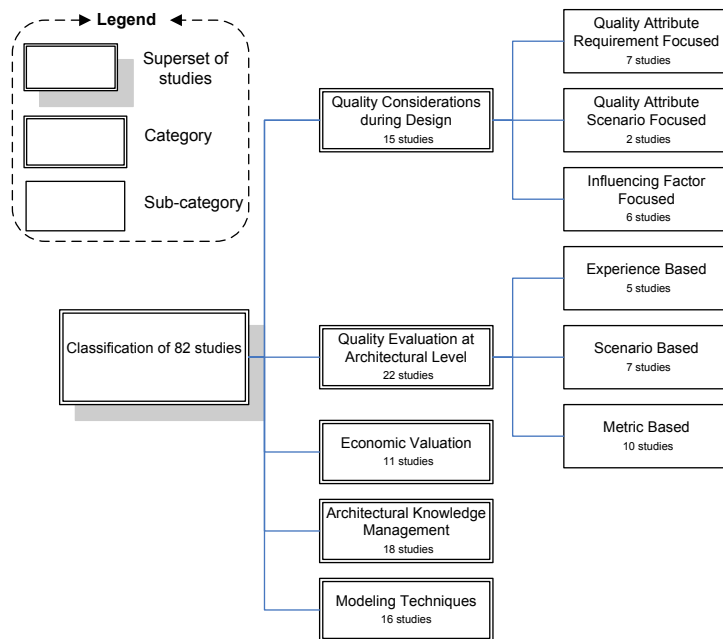 Legend
Superset of
studies
Category
Sub-category
Classification of 82 studies
Quality Considerations
during Design
15 studies
Quality Attribute
Requirement Focused
7 studies
Quality Attribute
Scenario Focused
2 studies
Influencing Factor
Focused
6 studies
Quality Evaluation at
Architectural Level
22 studies
Experience Based
5 studies
Scenario Based
7 studies
Metric Based
10 studies
Economic Valuation
11 studies
Architectural Knowledge
Management
18 studies
Modeling Techniques
16 studies